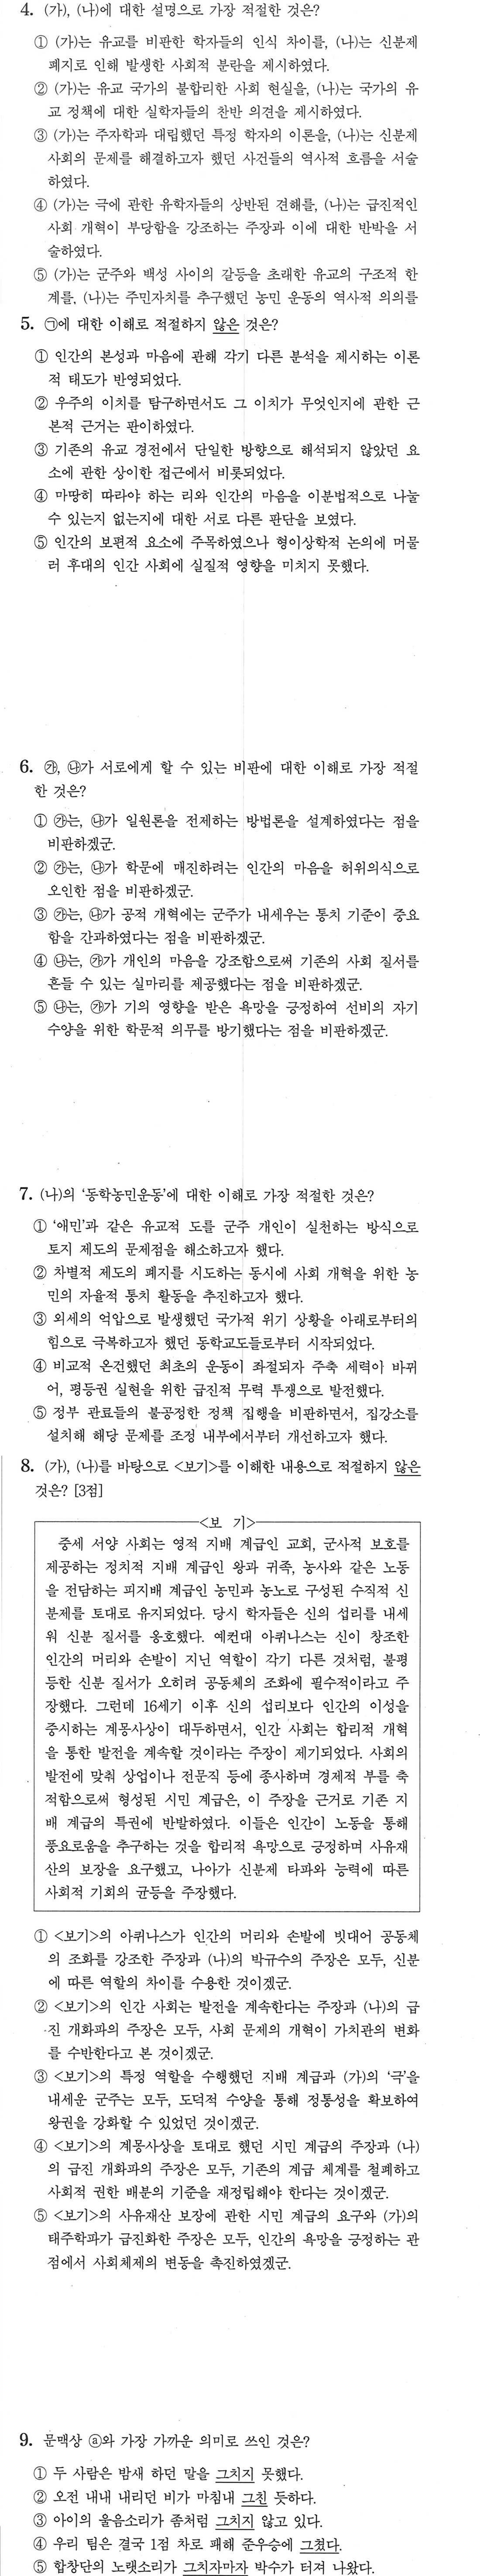 4. (가), (나)에 대한 설명으로 가장 적절한 것은?
① (가)는 유교를 비판한 학자들의 인식 차이를, (나)는 신분제
폐지로 인해 발생한 사회적 분란을 제시하였다.
② (가)는 유교 국가의 불합리한 사회 현실을, (나)는 국가의 유
교 정책에 대한 실학자들의 찬반 의견을 제시하였다.
③ (가)는 주자학과 대립했던 특정 학자의 이론을, (나)는 신분제
사회의 문제를 해결하고자 했던 사건들의 역사적 흐름을 서술
하였다.
④ (가)는 극에 관한 유학자들의 상반된 견해를, (나)는 급진적인
사회 개혁이 부당함을 강조하는 주장과 이에 대한 반박을 서
술하였다.
⑤ (가)는 군주와 백성 사이의 갈등을 초래한 유교의 구조적 한
계를, (나)는 주민자치를 추구했던 농민 운동의 역사적 의의를
5. ㉠에 대한 이해로 적절하지 않은 것은?
① 인간의 본성과 마음에 관해 각기 다른 분석을 제시하는 이론
적 태도가 반영되었다.
② 우주의 이치를 탐구하면서도 그 이치가 무엇인지에 관한 근
본적 근거는 판이하였다.
③ 기존의 유교 경전에서 단일한 방향으로 해석되지 않았던 요
소에 관한 상이한 접근에서 비롯되었다.
④ 마땅히 따라야 하는 리와 인간의 마음을 이분법적으로 나눌
수 있는지 없는지에 대한 서로 다른 판단을 보였다.
⑤ 인간의 보편적 요소에 주목하였으나 형이상학적 논의에 머물
러 후대의 인간 사회에 실질적 영향을 미치지 못했다.
6. ㉮, ㉯가 서로에게 할 수 있는 비판에 대한 이해로 가장 적절
한 것은?
① ㉮는, ㉯가 일원론을 전제하는 방법론을 설계하였다는 점을
비판하겠군.
② ㉮는, ㉯가 학문에 매진하려는 인간의 마음을 허위의식으로
오인한 점을 비판하겠군.
③ ㉮는, ㉯가 공적 개혁에는 군주가 내세우는 통치 기준이 중요
함을 간과하였다는 점을 비판하겠군.
④ ㉯는, ㉮가 개인의 마음을 강조함으로써 기존의 사회 질서를
흔들 수 있는 실마리를 제공했다는 점을 비판하겠군.
⑤ ㉯는, ㉮가 기의 영향을 받은 욕망을 긍정하여 선비의 자기
수양을 위한 학문적 의무를 방기했다는 점을 비판하겠군.
7. (나)의 '동학농민운동'에 대한 이해로 가장 적절한 것은?
① '애민'과 같은 유교적 도를 군주 개인이 실천하는 방식으로
토지 제도의 문제점을 해소하고자 했다.
② 차별적 제도의 폐지를 시도하는 동시에 사회 개혁을 위한 농
민의 자율적 통치 활동을 추진하고자 했다.
③ 외세의 억압으로 발생했던 국가적 위기 상황을 아래로부터의
힘으로 극복하고자 했던 동학교도들로부터 시작되었다.
④ 비교적 온건했던 최초의 운동이 좌절되자 주축 세력이 바뀌
어, 평등권 실현을 위한 급진적 무력 투쟁으로 발전했다.
⑤ 정부 관료들의 불공정한 정책 집행을 비판하면서, 집강소를
설치해 해당 문제를 조정 내부에서부터 개선하고자 했다.
8. (가), (나)를 바탕으로 <보기>를 이해한 내용으로 적절하지 않은
것은? [3점]
<보 기>
중세 서양 사회는 영적 지배 계급인 교회, 군사적 보호를
제공하는 정치적 지배 계급인 왕과 귀족, 농사와 같은 노동
을 전담하는 피지배 계급인 농민과 농노로 구성된 수직적 신
분제를 토대로 유지되었다. 당시 학자들은 신의 섭리를 내세
워 신분 질서를 옹호했다. 예컨대 아퀴나스는 신이 창조한
인간의 머리와 손발이 지닌 역할이 각기 다른 것처럼, 불평
등한 신분 질서가 오히려 공동체의 조화에 필수적이라고 주
장했다. 그런데 16세기 이후 신의 섭리보다 인간의 이성을
중시하는 계몽사상이 대두하면서, 인간 사회는 합리적 개혁
을 통한 발전을 계속할 것이라는 주장이 제기되었다. 사회의
발전에 맞춰 상업이나 전문직 등에 종사하며 경제적 부를 축
적함으로써 형성된 시민 계급은, 이 주장을 근거로 기존 지
배 계급의 특권에 반발하였다. 이들은 인간이 노동을 통해
풍요로움을 추구하는 것을 합리적 욕망으로 긍정하며 사유재
산의 보장을 요구했고, 나아가 신분제 타파와 능력에 따른
사회적 기회의 균등을 주장했다.
① <보기>의 아퀴나스가 인간의 머리와 손발에 빗대어 공동체
의 조화를 강조한 주장과 (나)의 박규수의 주장은 모두, 신분
에 따른 역할의 차이를 수용한 것이겠군.
② <보기>의 인간 사회는 발전을 계속한다는 주장과 (나)의 급
진 개화파의 주장은 모두, 사회 문제의 개혁이 가치관의 변화
를 수반한다고 본 것이겠군.
③ <보기>의 특정 역할을 수행했던 지배 계급과 (가)의 '극'을
내세운 군주는 모두, 도덕적 수양을 통해 정통성을 확보하여
왕권을 강화할 수 있었던 것이겠군.
④ <보기>의 계몽사상을 토대로 했던 시민 계급의 주장과 (나)
의 급진 개화파의 주장은 모두, 기존의 계급 체계를 철폐하고
사회적 권한 배분의 기준을 재정립해야 한다는 것이겠군.
⑤ <보기>의 사유재산 보장에 관한 시민 계급의 요구와 (가)의
태주학파가 급진화한 주장은 모두, 인간의 욕망을 긍정하는 관
점에서 사회체제의 변동을 촉진하였겠군.
9. 문맥상 ⓐ와 가장 가까운 의미로 쓰인 것은?
① 두 사람은 밤새 하던 말을 그치지 못했다.
② 오전 내내 내리던 비가 마침내 그친 듯하다.
③ 아이의 울음소리가 좀처럼 그치지 않고 있다.
④ 우리 팀은 결국 1점 차로 패해 준우승에 그쳤다.
⑤ 합창단의 노랫소리가 그치자마자 박수가 터져 나왔다.